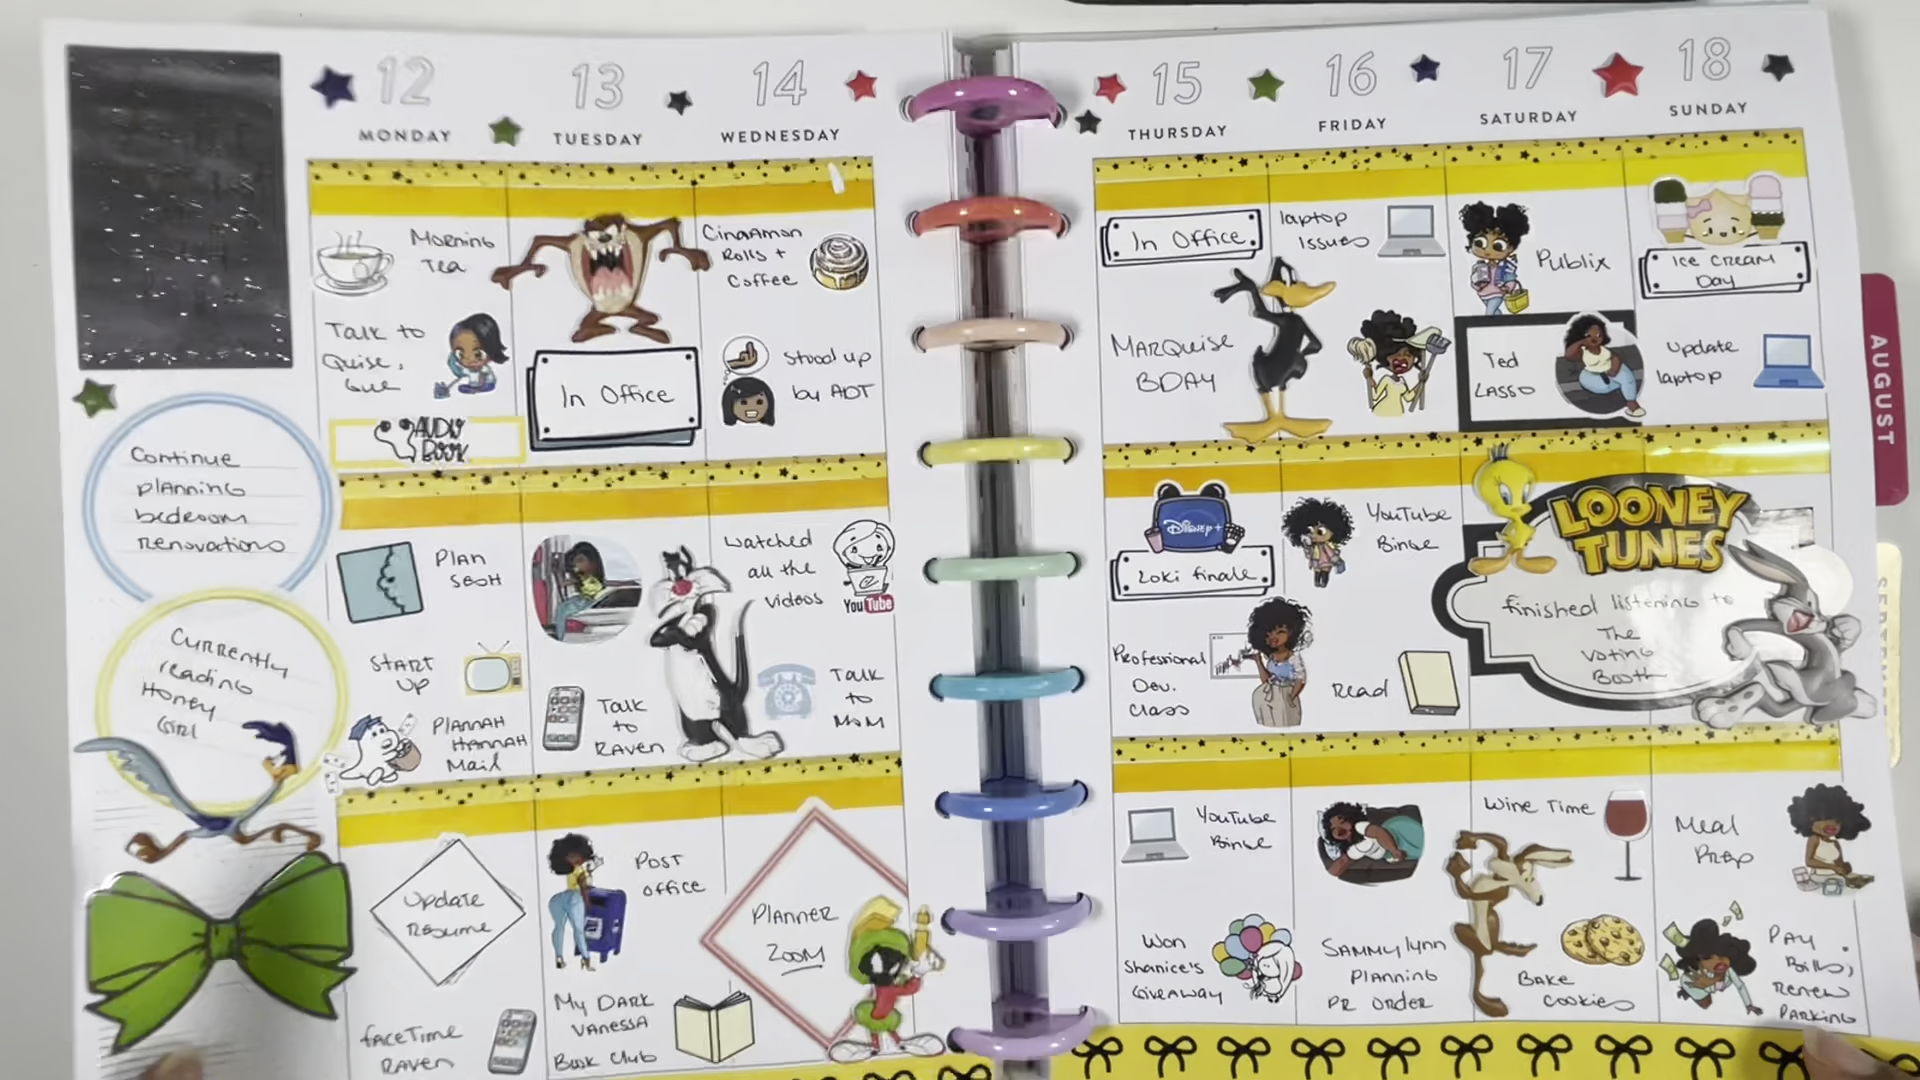 12
MONDAY
13
TUESDAY
14
WEDNESDAY
15
THURSDAY
16
FRIDAY
17
SATURDAY
18
SUNDAY
Continue
planning
bedroom
renovations
Currently
reading
Honey
Girl
Morning
Tea
Talk to
Quise,
Gue
AUDIO
BOOK
Plan
Sesh
Start
Up
Plannah
Hannah
Mail
Update
Resume
FaceTime
Raven
In Office
Talk
to
Raven
Post
Office
My Dark
Vanessa
Book Club
Cinnamon
Rolls +
Coffee
Stood up
by ADT
Watched
all the
videos
YouTube
Talk
to
Mom
Planner
Zoom
In Office
Marquise
BDAY
Disney+
Loki finale
Professional
Dev.
Class
YouTube
Binge
Won
Shanice's
Giveaway
laptop
Issues
YouTube
Binge
Read
Sammy Lynn
Planning
PR Order
Publix
Ted
Lasso
Wine Time
Bake
Cookies
Ice Cream
Day
Update
laptop
LOONEY
TUNES
finished listening to
The
Voting
Booth
Meal
Prep
Pay
Bills,
renew
Parking
AUGUST